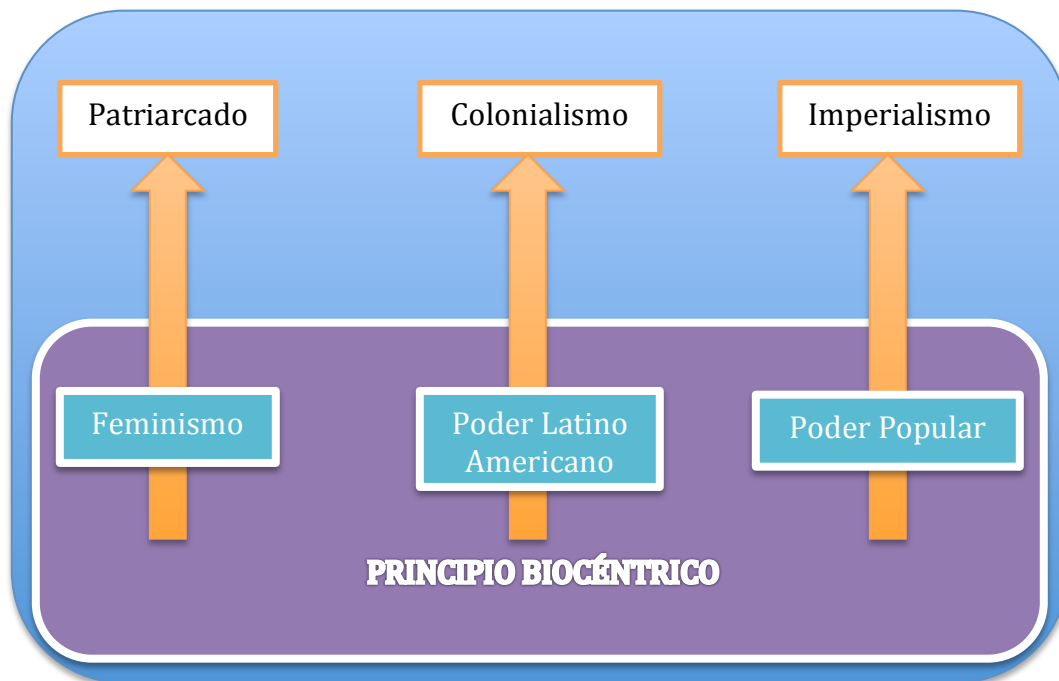 Patriarcado
Colonialismo
Imperialismo
Feminismo
Poder Latino
Americano
Poder Popular
PRINCIPIO BIOCÉNTRICO